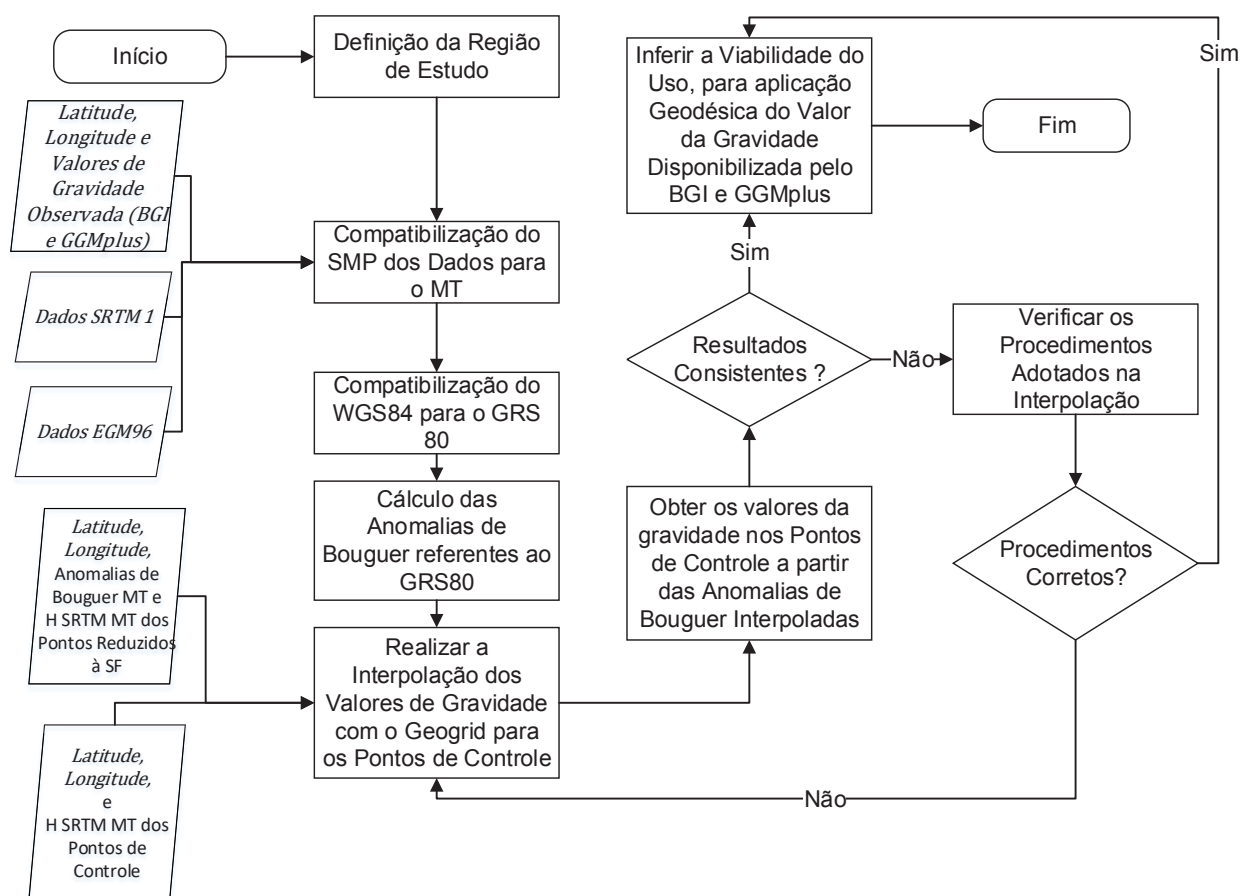 Início
Definição da Região
de Estudo
Latitude,
Longitude e
Valores de
Gravidade
Observada (BGI
e GGMplus)
Dados SRTM 1
Dados EGM96
Compatibilização do
SMP dos Dados para
o MT
Compatibilização do
WGS84 para o GRS
80
Cálculo das
Anomalias de
Bouguer referentes ao
GRS80
Latitude,
Longitude,
Anomalias de
Bouguer MT e
H SRTM MT dos
Pontos Reduzidos
à SF
Latitude,
Longitude,
e
H SRTM MT dos
Pontos de
Controle
Realizar a
Interpolação dos
Valores de Gravidade
com o Geogrid para
os Pontos de Controle
Obter os valores da
gravidade nos Pontos
de Controle a partir
das Anomalias de
Bouguer Interpoladas
Resultados
Consistentes ?
Sim
Inferir a Viabilidade do
Uso, para aplicação
Geodésica do Valor
da Gravidade
Disponibilizada pelo
BGI e GGMplus
Fim
Não
Verificar os
Procedimentos
Adotados na
Interpolação
Procedimentos
Corretos?
Sim
Não